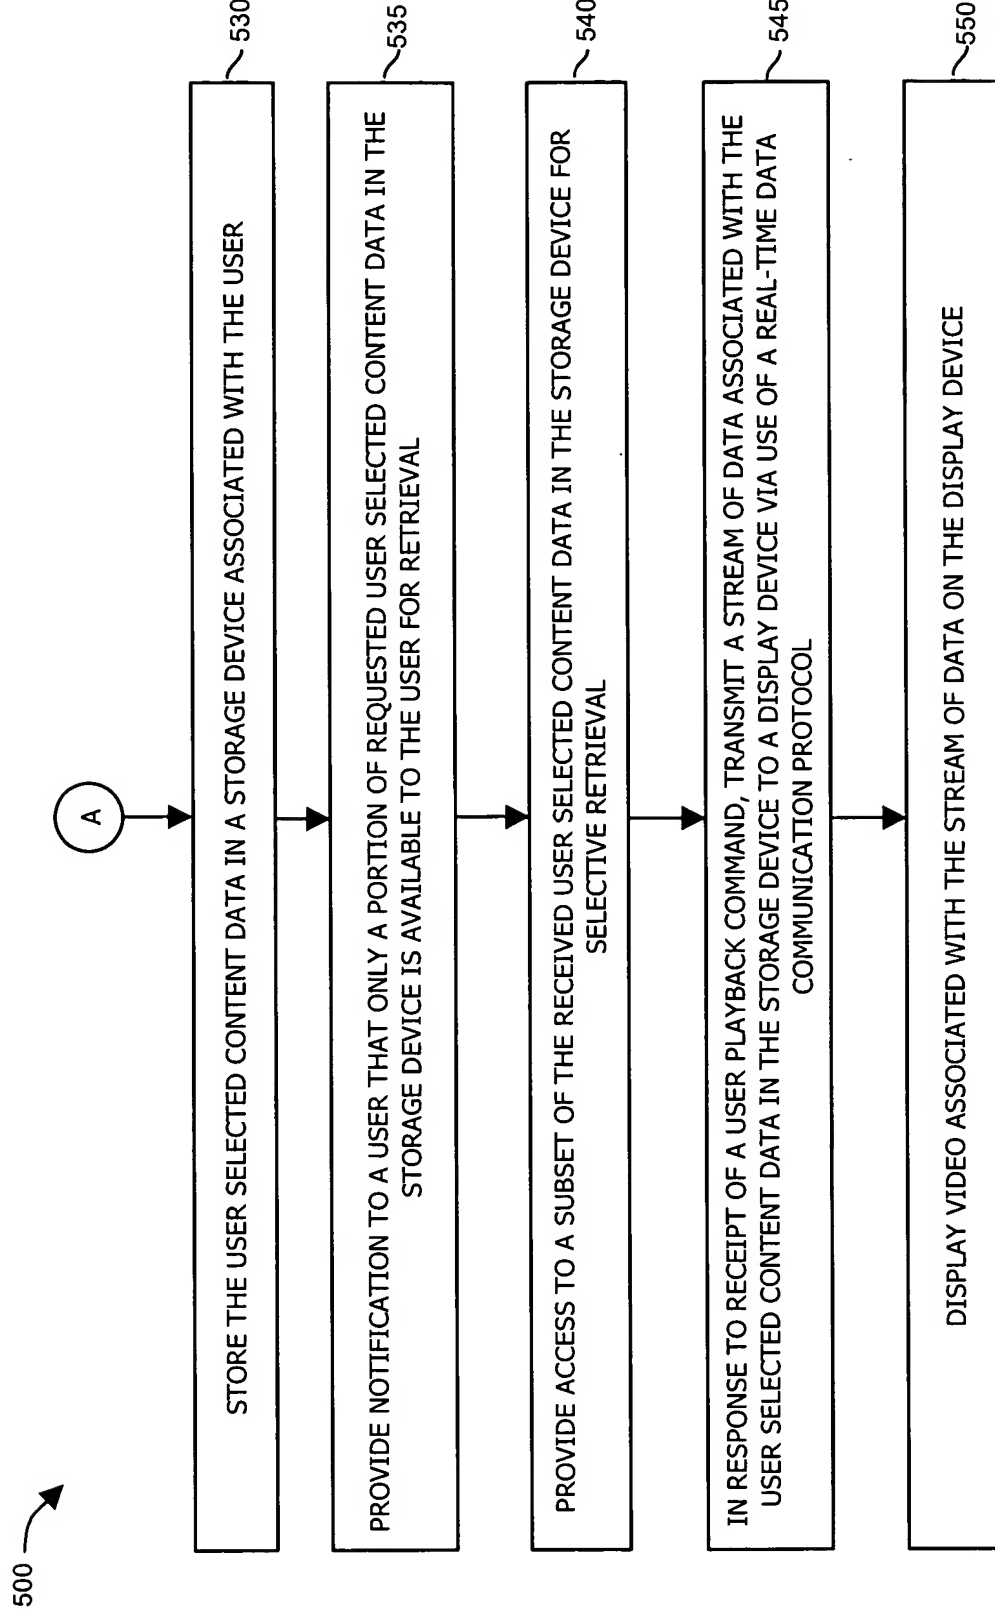 500
A
530
STORE THE USER SELECTED CONTENT DATA IN A STORAGE DEVICE ASSOCIATED WITH THE USER
535
PROVIDE NOTIFICATION TO A USER THAT ONLY A PORTION OF REQUESTED USER SELECTED CONTENT DATA IN THE
STORAGE DEVICE IS AVAILABLE TO THE USER FOR RETRIEVAL
540
PROVIDE ACCESS TO A SUBSET OF THE RECEIVED USER SELECTED CONTENT DATA IN THE STORAGE DEVICE FOR
SELECTIVE RETRIEVAL
545
IN RESPONSE TO RECEIPT OF A USER PLAYBACK COMMAND, TRANSMIT A STREAM OF DATA ASSOCIATED WITH THE
USER SELECTED CONTENT DATA IN THE STORAGE DEVICE TO A DISPLAY DEVICE VIA USE OF A REAL-TIME DATA
COMMUNICATION PROTOCOL
550
DISPLAY VIDEO ASSOCIATED WITH THE STREAM OF DATA ON THE DISPLAY DEVICE